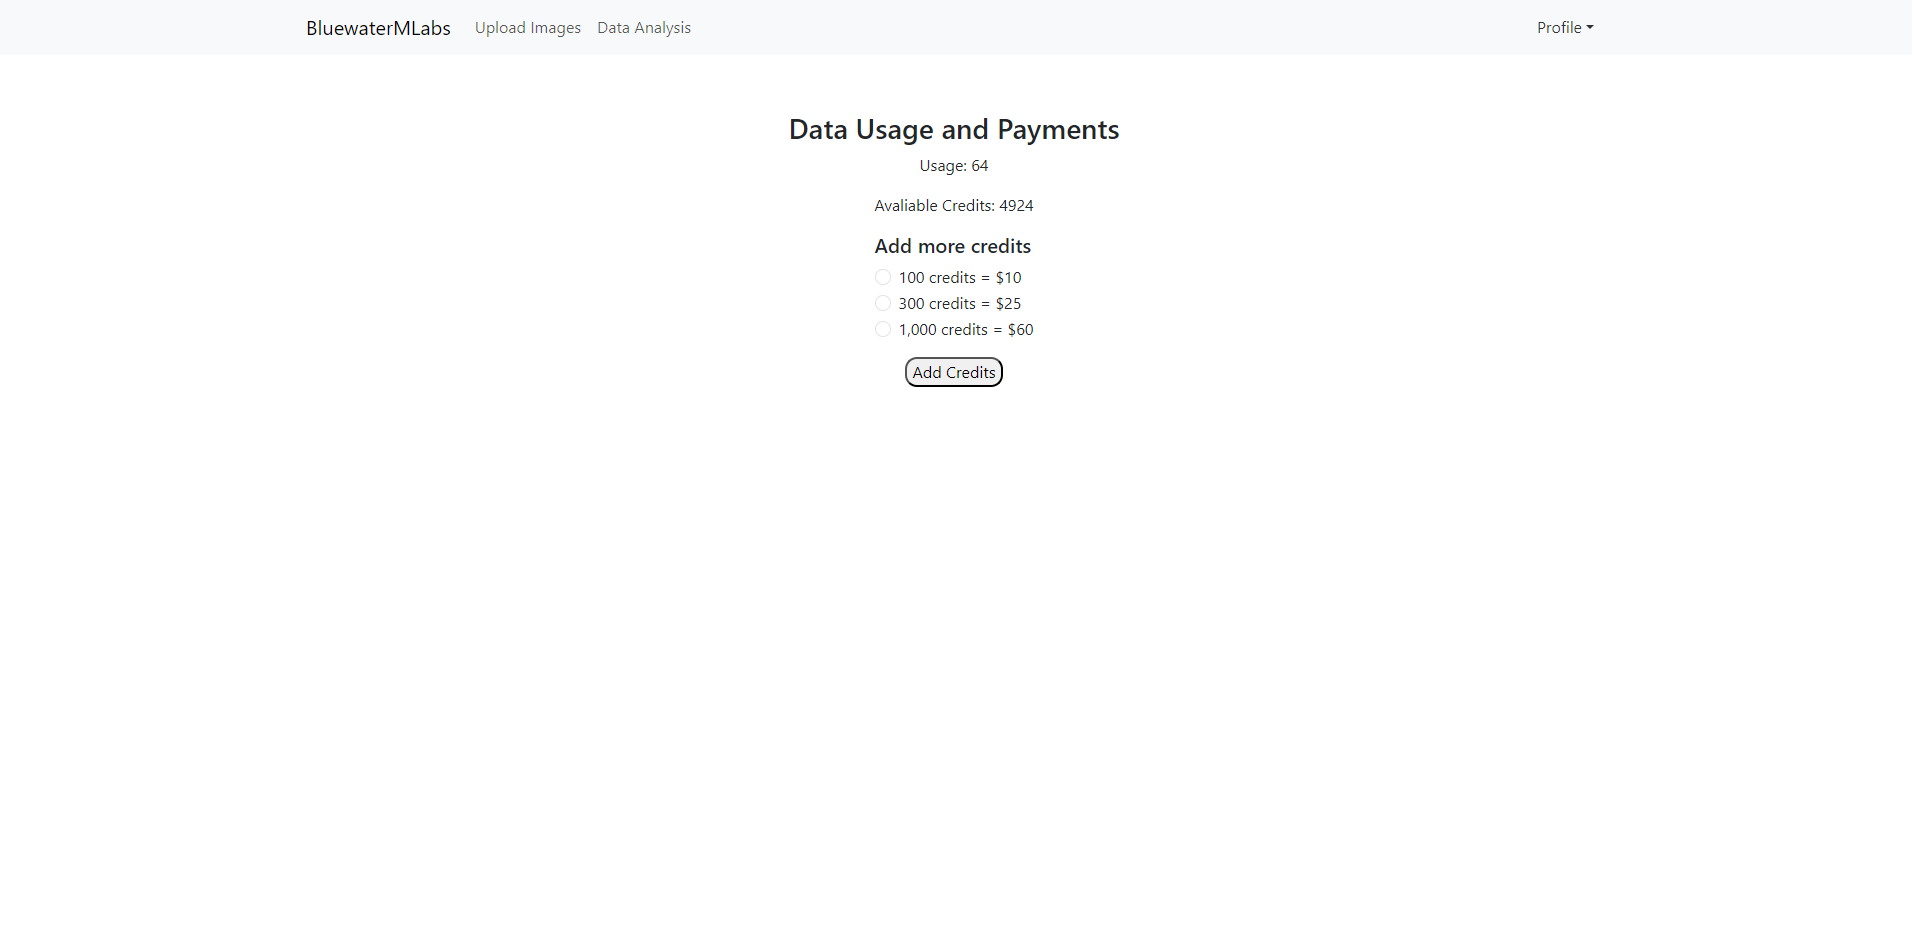 BluewaterMLabs Upload Images Data Analysis Profile
Data Usage and Payments
Usage: 64
Avaliable Credits: 4924
Add more credits
100 credits = $10
300 credits = $25
1,000 credits = $60
Add Credits